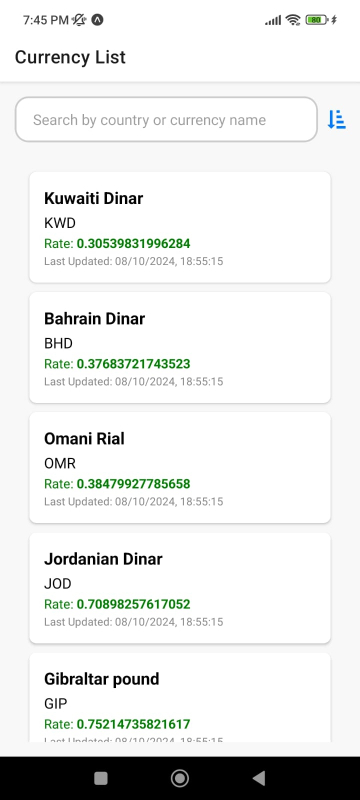 7:45 PM
80
Currency List
Search by country or currency name
Kuwaiti Dinar
KWD
Rate: 0.30539831996284
Last Updated: 08/10/2024, 18:55:15
Bahrain Dinar
BHD
Rate: 0.37683721743523
Last Updated: 08/10/2024, 18:55:15
Omani Rial
OMR
Rate: 0.38479927785658
Last Updated: 08/10/2024, 18:55:15
Jordanian Dinar
JOD
Rate: 0.70898257617052
Last Updated: 08/10/2024, 18:55:15
Gibraltar pound
GIP
Rate: 0.75214735821617
Last Updated: 08/10/2024, 18:55:15